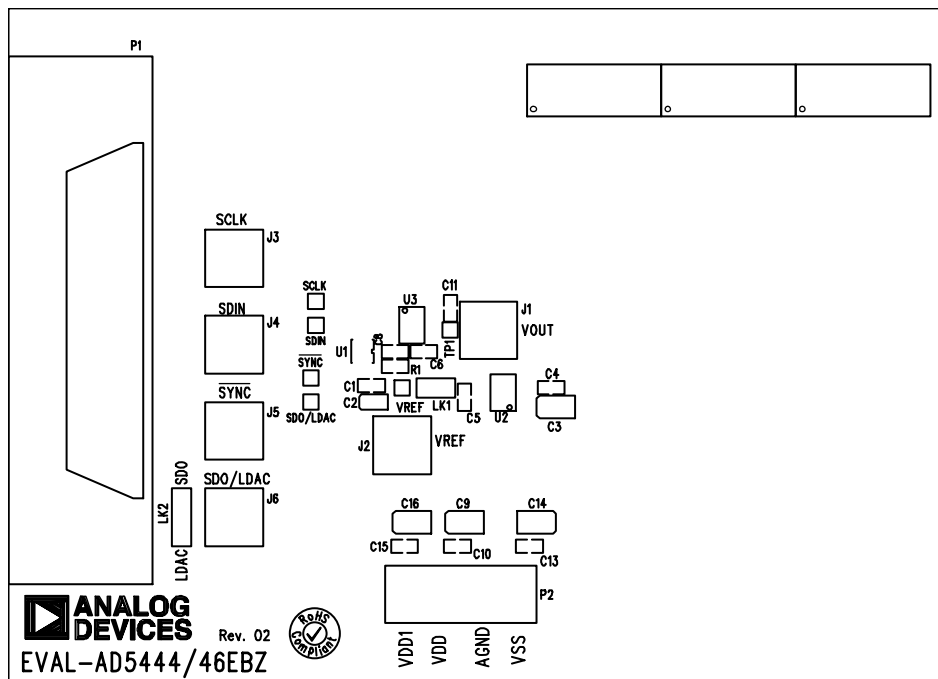 P1
SCLK
J3
SDIN
J4
SYNC
J5
SDO/LDAC
J6
SDO
LK2
LDAC
SCLK
SDIN
SYNC
SDO/LDAC
U3
C11
J1
VOUT
TP1
U1
C8
C6
R1
C1
C2
VREF
LK1
C5
U2
C4
C3
J2
VREF
C16
C9
C14
C15
C10
C13
P2
VDD1
VDD
AGND
VSS
ANALOG
DEVICES
Rev. 02
RoHS
Compliant
EVAL-AD5444/46EBZ